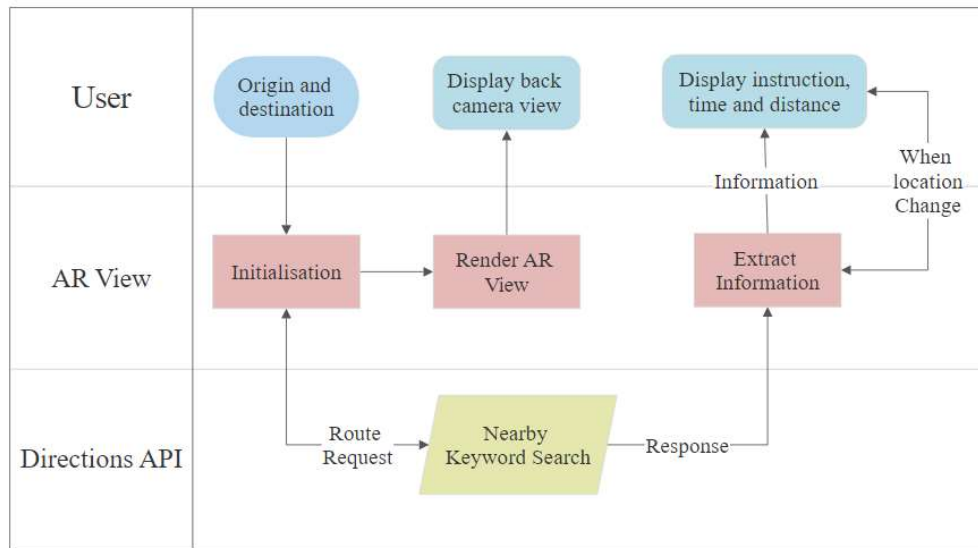 User
Origin and
destination
Display back
camera view
Display instruction,
time and distance
When
location
Change
Information
AR View
Initialisation
Render AR
View
Extract
Information
Directions API
Route
Request
Nearby
Keyword Search
Response